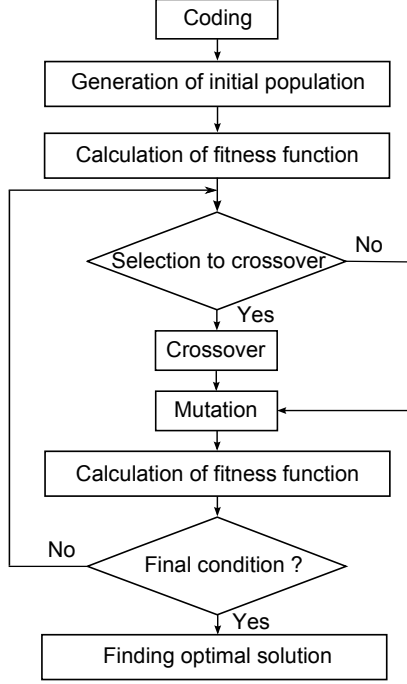 Coding
Generation of initial population
Calculation of fitness function
Selection to crossover
No
Yes
Crossover
Mutation
Calculation of fitness function
No
Final condition ?
Yes
Finding optimal solution